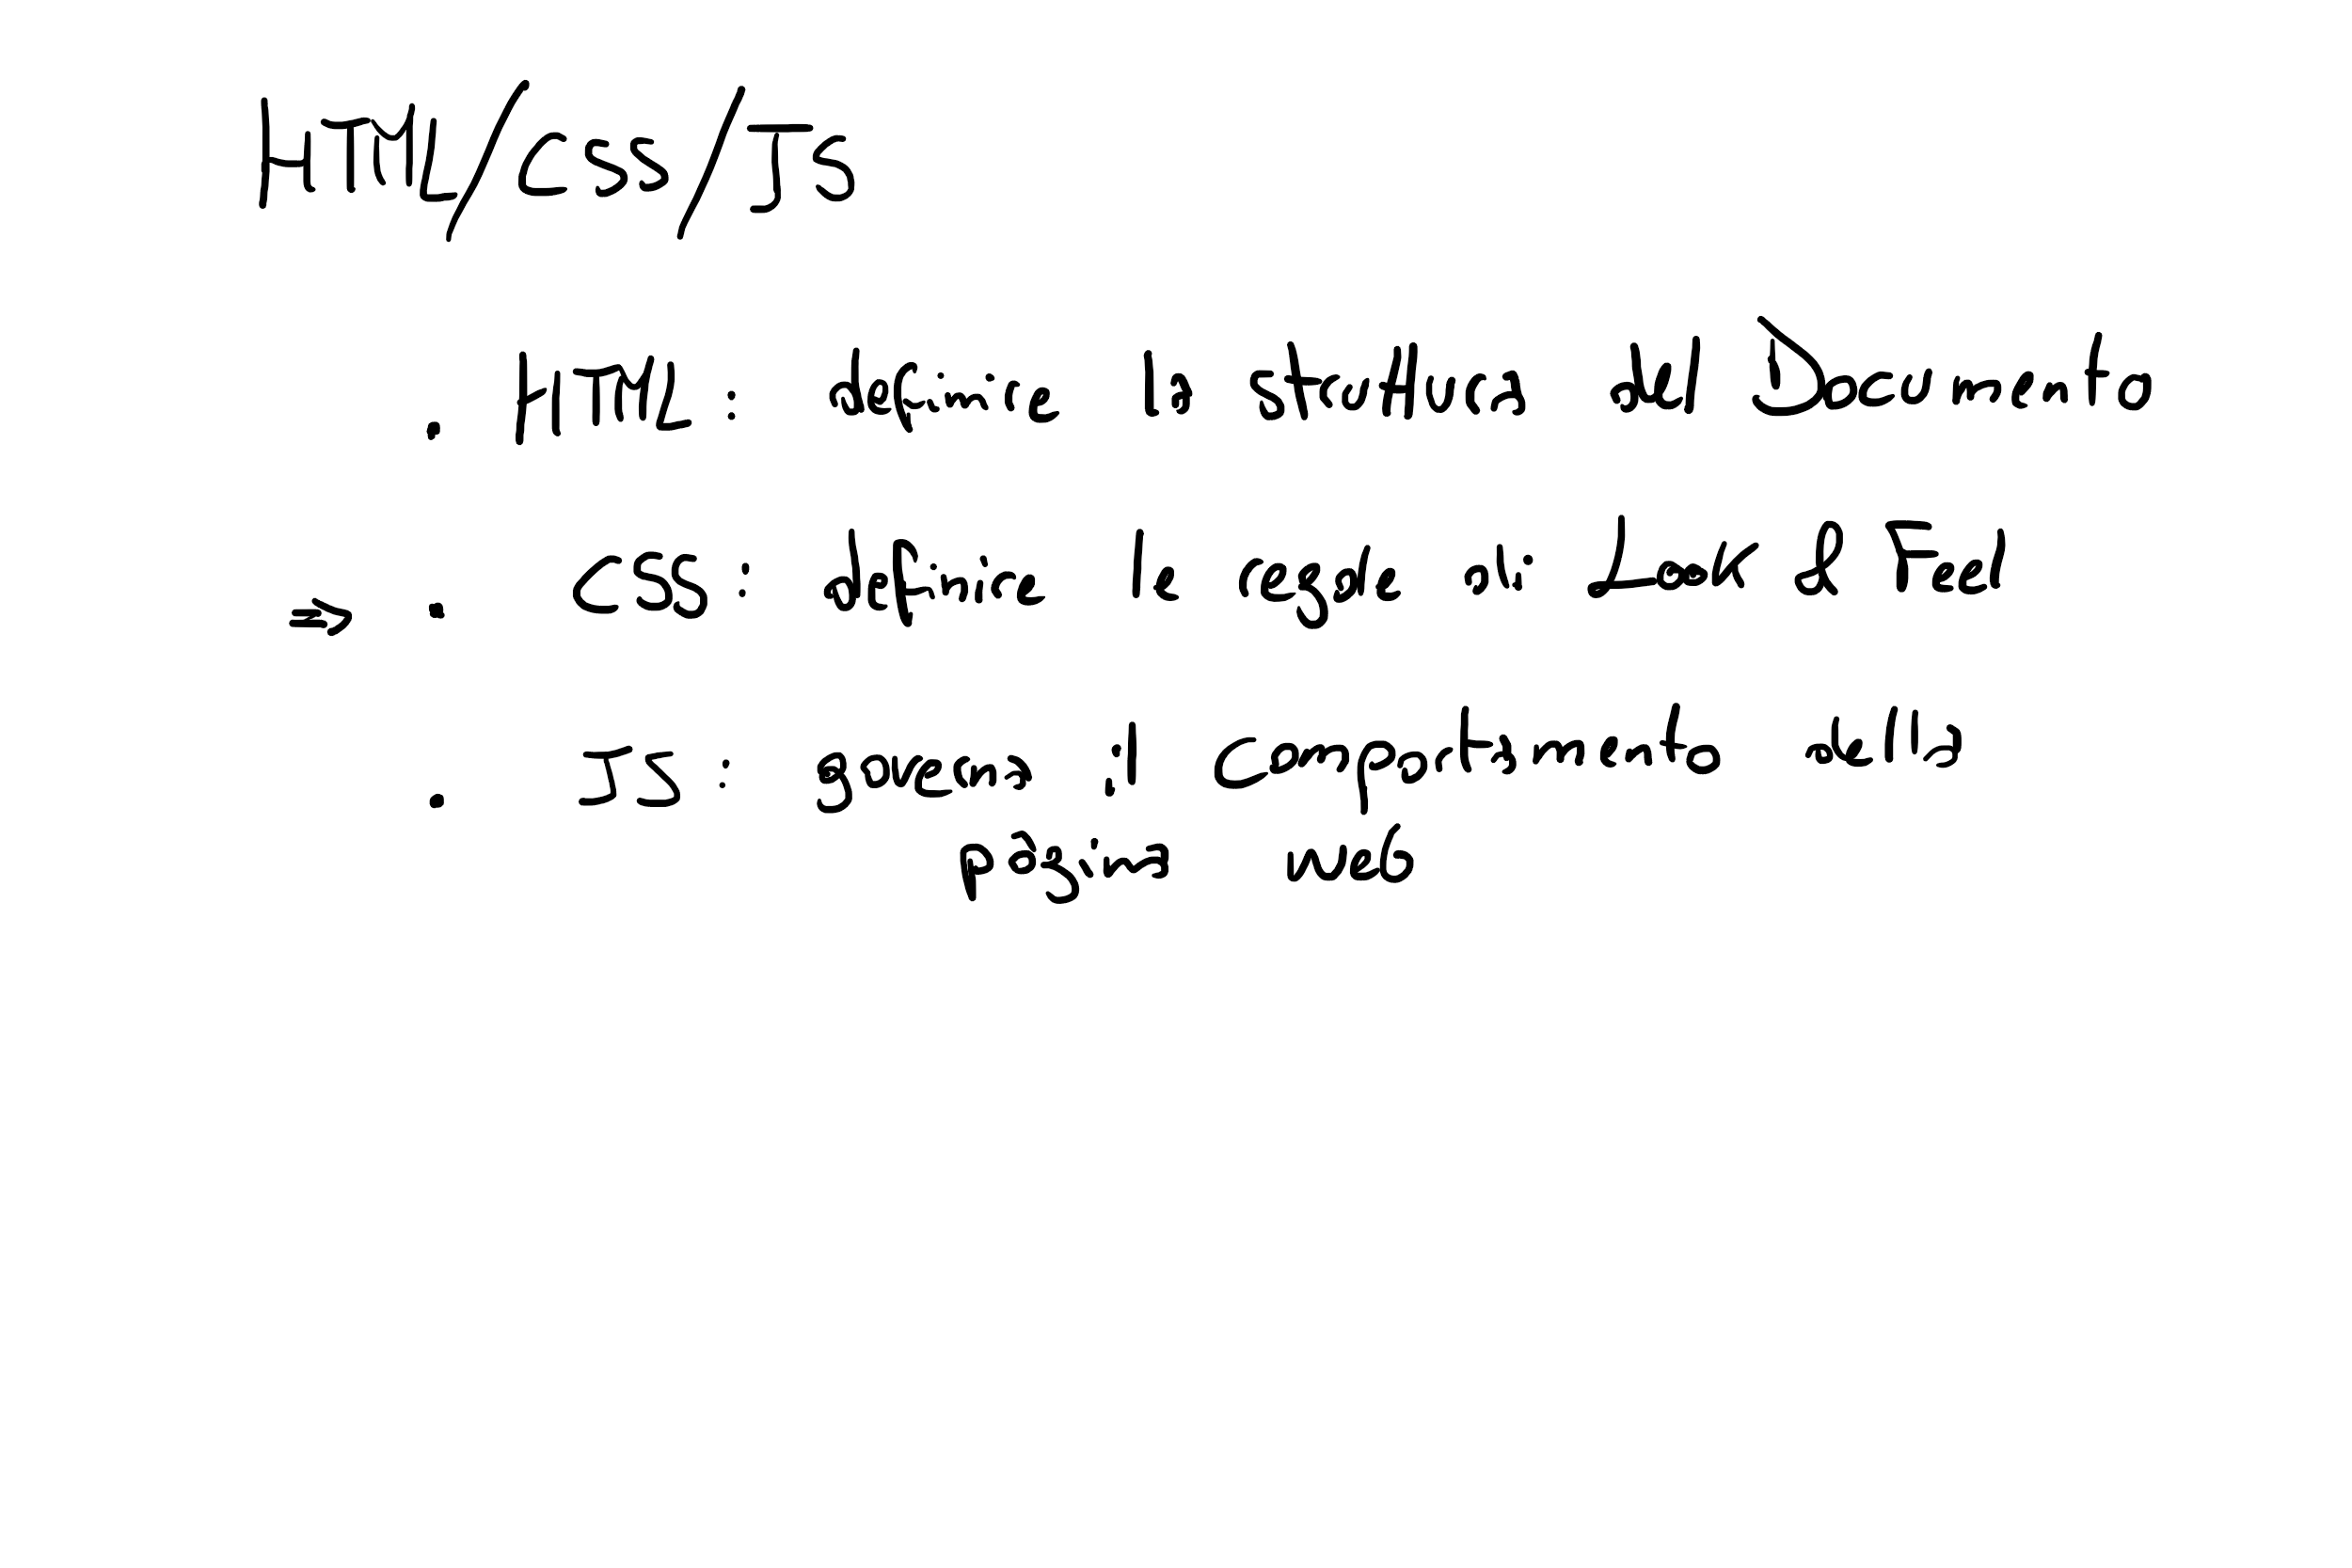 HTML/CSS/JS
. HTML: definire la struttura del Documento
⇒ . CSS: definire le regole di Look & Feel
. JS: governa il comportamento della
pagina web